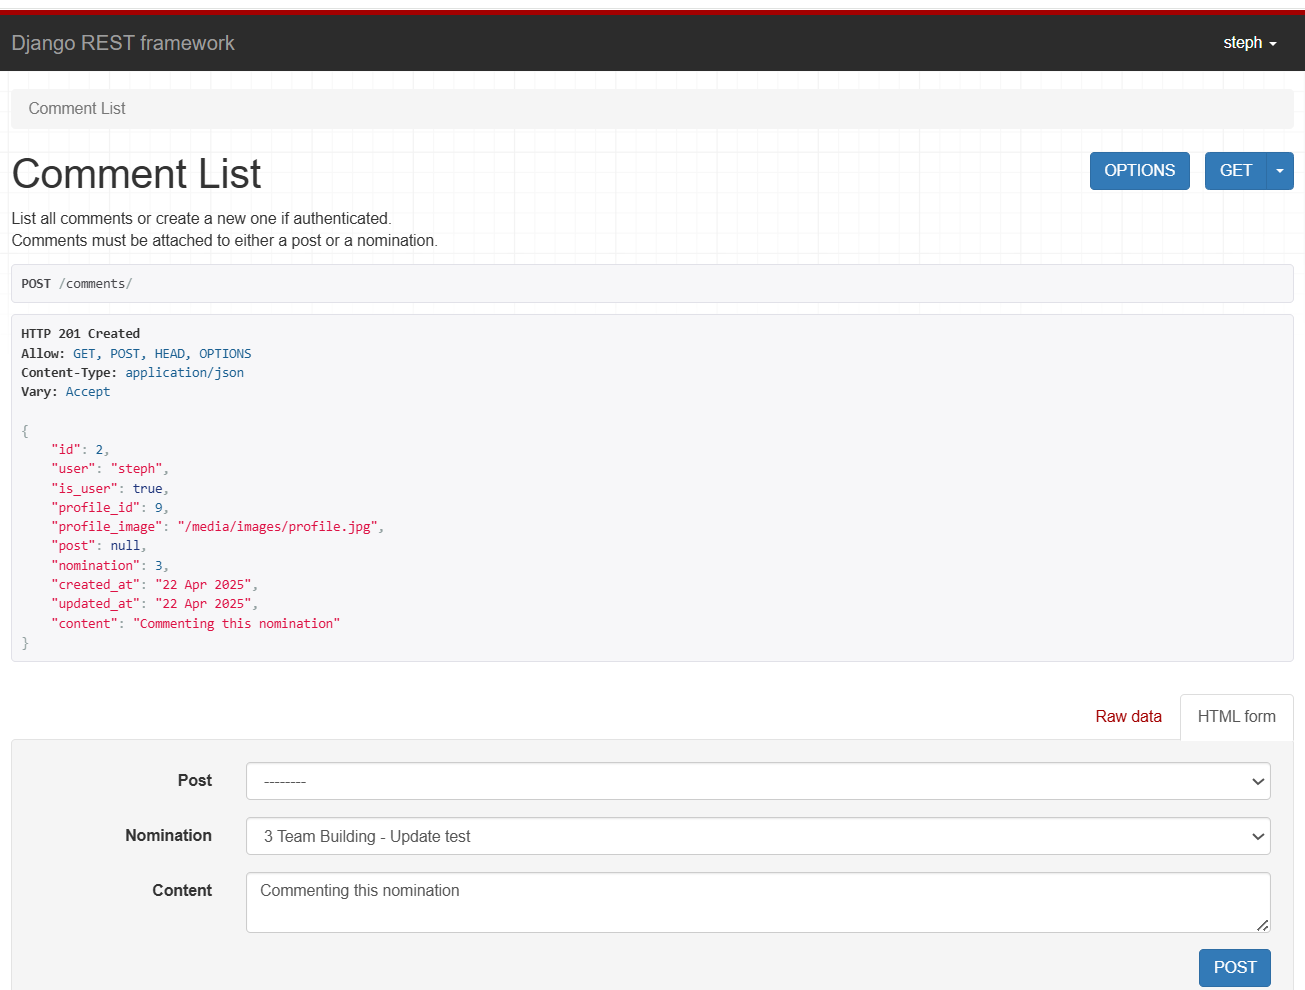 Django REST framework
steph
Comment List
Comment List
OPTIONS
GET
List all comments or create a new one if authenticated.
Comments must be attached to either a post or a nomination.
POST /comments/
HTTP 201 Created
Allow: GET, POST, HEAD, OPTIONS
Content-Type: application/json
Vary: Accept
{
    "id": 2,
    "user": "steph",
    "is_user": true,
    "profile_id": 9,
    "profile_image": "/media/images/profile.jpg",
    "post": null,
    "nomination": 3,
    "created_at": "22 Apr 2025",
    "updated_at": "22 Apr 2025",
    "content": "Commenting this nomination"
}
Raw data
HTML form
Post
--------
Nomination
3 Team Building - Update test
Content
Commenting this nomination
POST